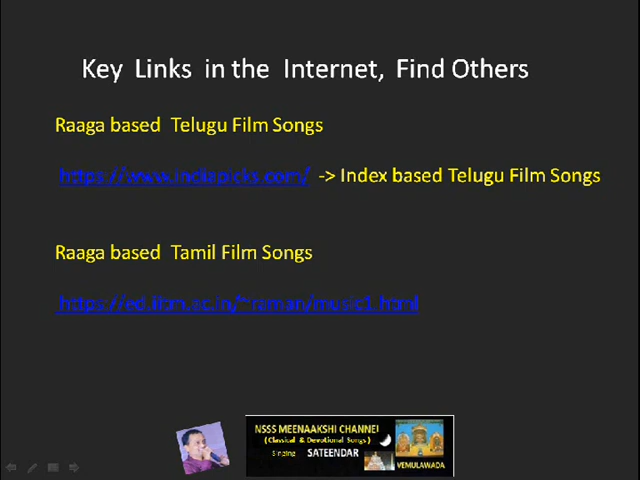 Key Links in the Internet, Find Others
Raaga based Telugu Film Songs
https://www.indiapicks.com/ -> Index based Telugu Film Songs
Raaga based Tamil Film Songs
https://ed.iitm.ac.in/~raman/music1.html
NSSS MEENAAKSHI CHANNEl
(Classical & Devotional Songs)
Singing SATEENDAR
VEMULAWADA